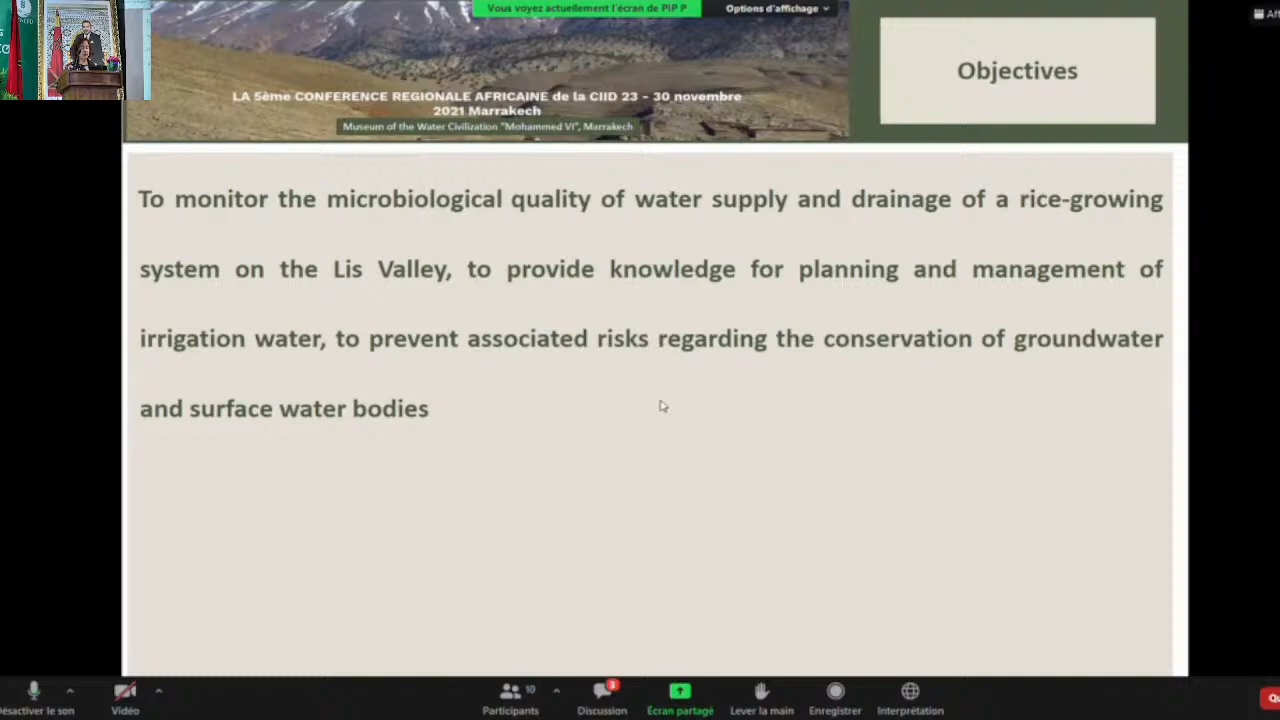 Vous voyez actuellement l'écran de PIP P
Options d'affichage
LA 5ème CONFERENCE REGIONALE AFRICAINE de la CIID 23 - 30 novembre
2021 Marrakech
Museum of the Water Civilization "Mohammed VI", Marrakech
Objectives
To monitor the microbiological quality of water supply and drainage of a rice-growing
system on the Lis Valley, to provide knowledge for planning and management of
irrigation water, to prevent associated risks regarding the conservation of groundwater
and surface water bodies
Désactiver le son
Vidéo
10
Participants
3
Discussion
Écran partagé
Lever la main
Enregistrer
Interprétation